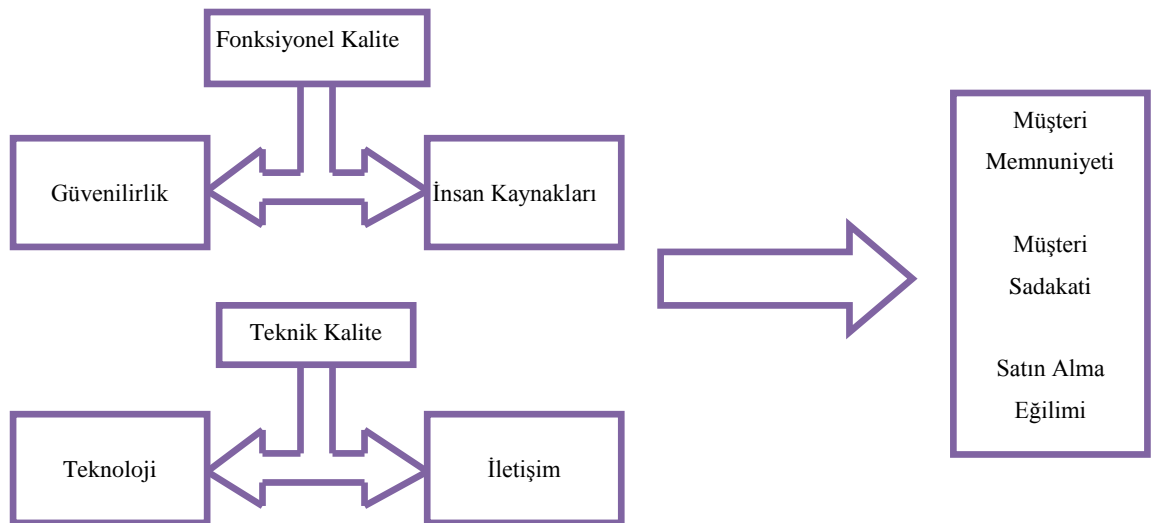 Fonksiyonel Kalite
Güvenilirlik
İnsan Kaynakları
Teknik Kalite
Teknoloji
İletişim
Müşteri
Memnuniyeti
Müşteri
Sadakati
Satın Alma
Eğilimi